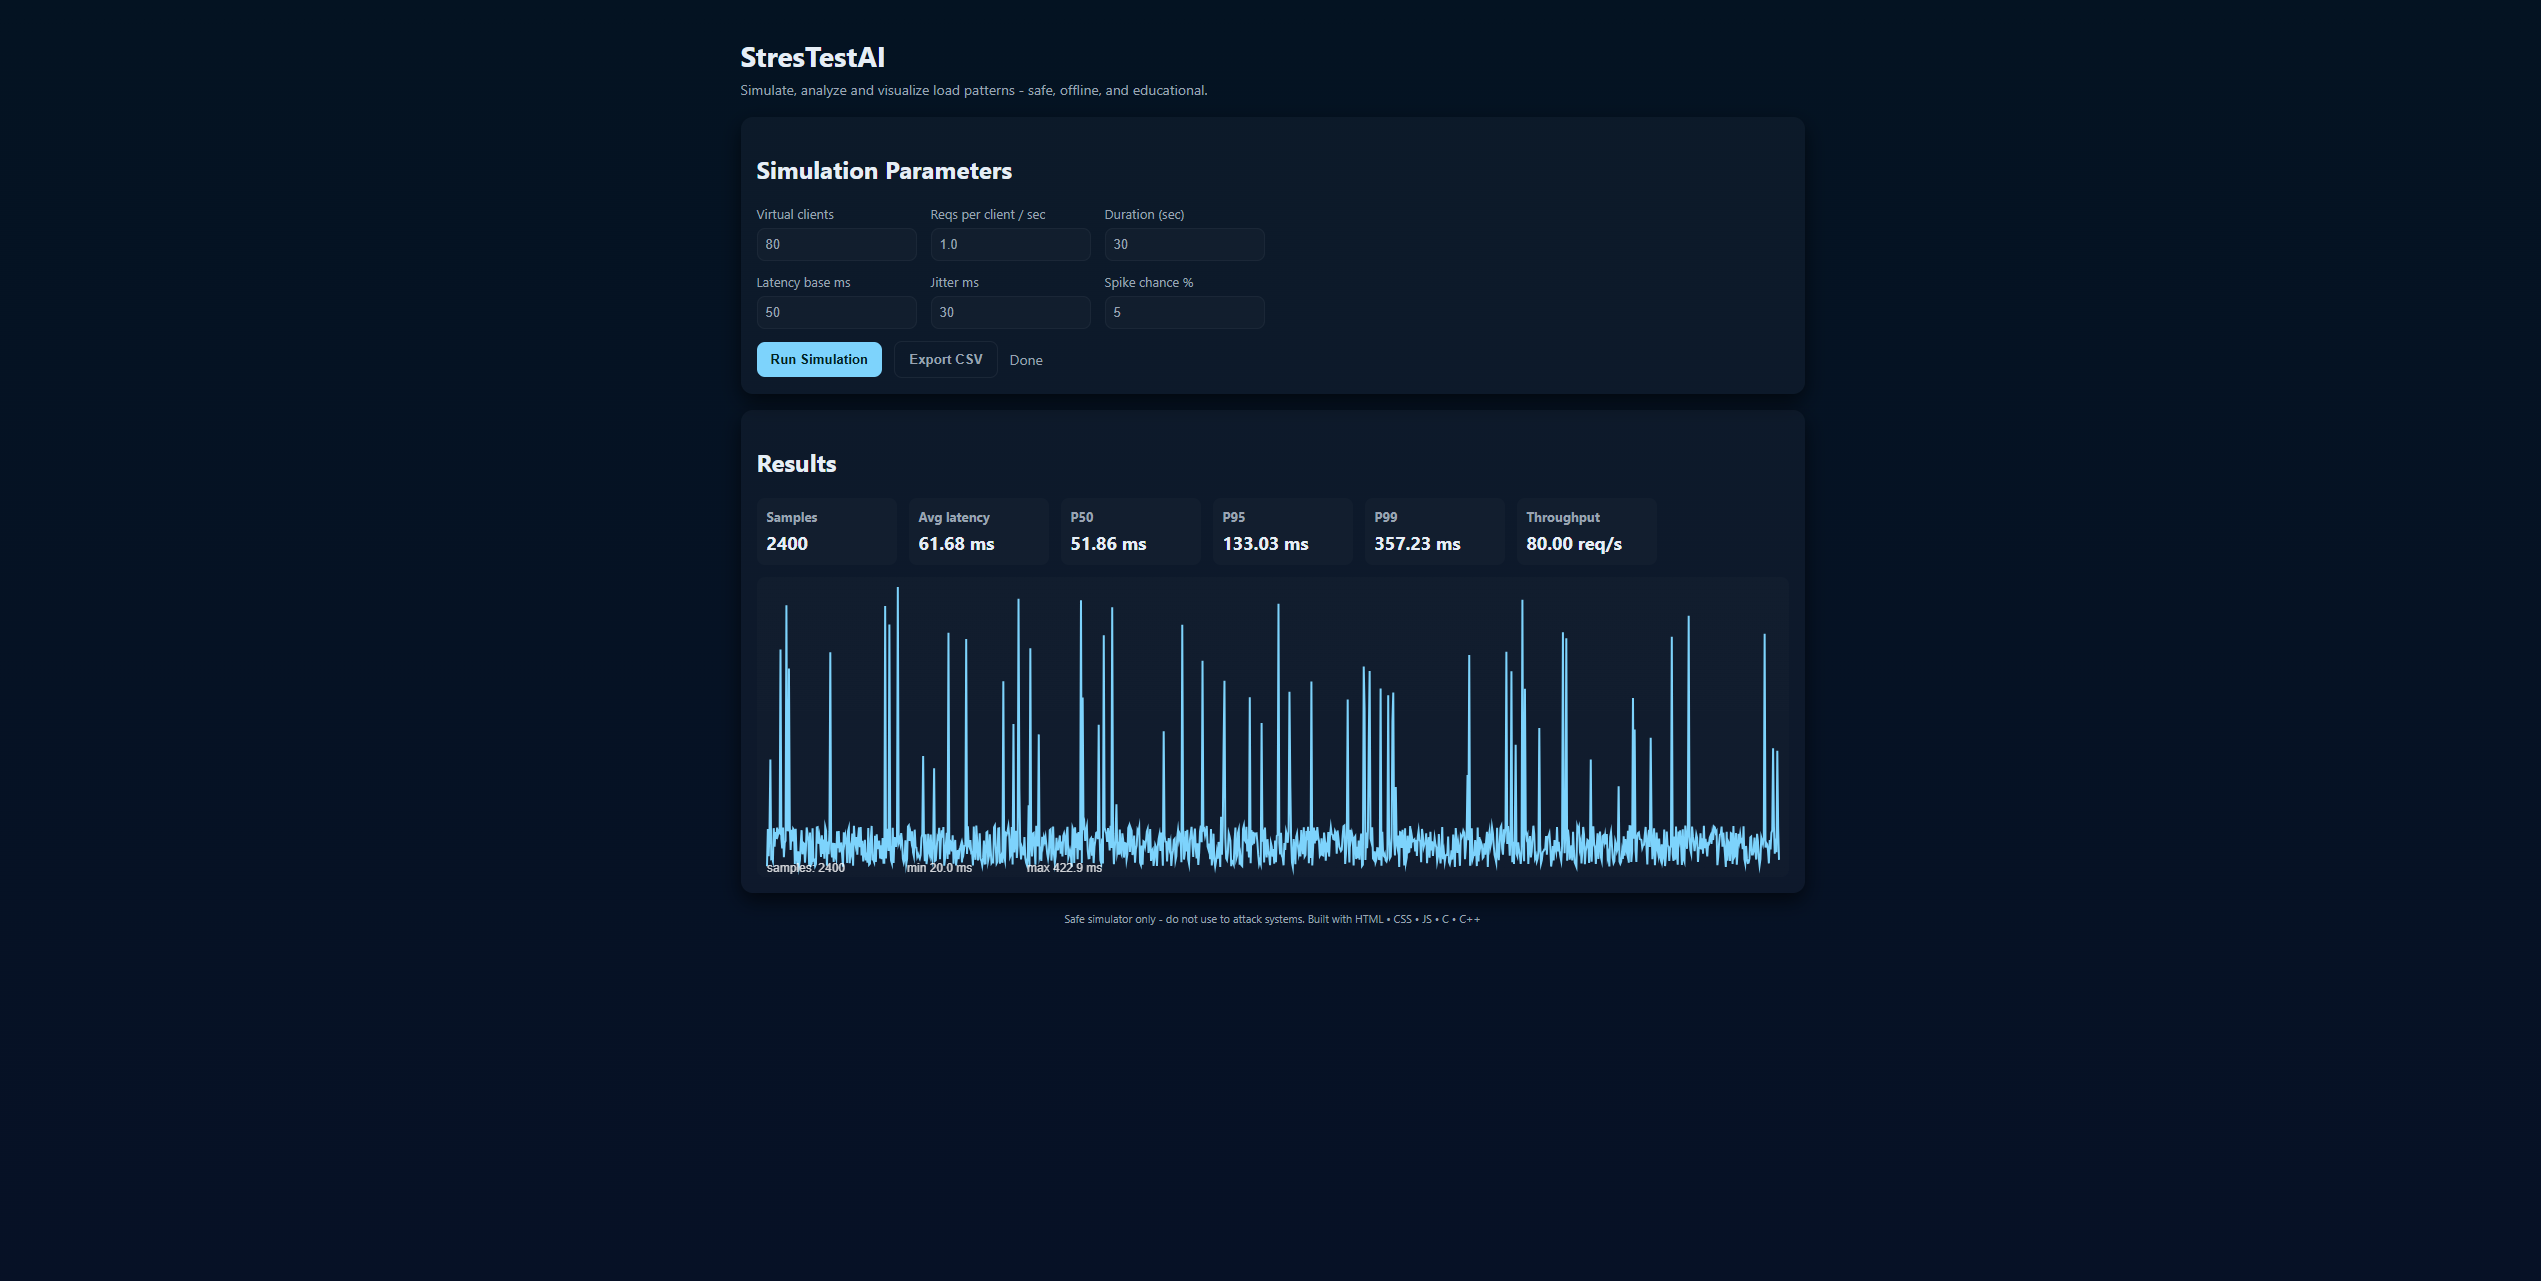 StresTestAI
Simulate, analyze and visualize load patterns - safe, offline, and educational.
Simulation Parameters
Virtual clients
80
Reqs per client / sec
1.0
Duration (sec)
30
Latency base ms
50
Jitter ms
30
Spike chance %
5
Run Simulation
Export CSV
Done
Results
Samples
2400
Avg latency
61.68 ms
P50
51.86 ms
P95
133.03 ms
P99
357.23 ms
Throughput
80.00 req/s
samples: 2400
min 20.0 ms
max 422.9 ms
Safe simulator only - do not use to attack systems. Built with HTML • CSS • JS • C • C++